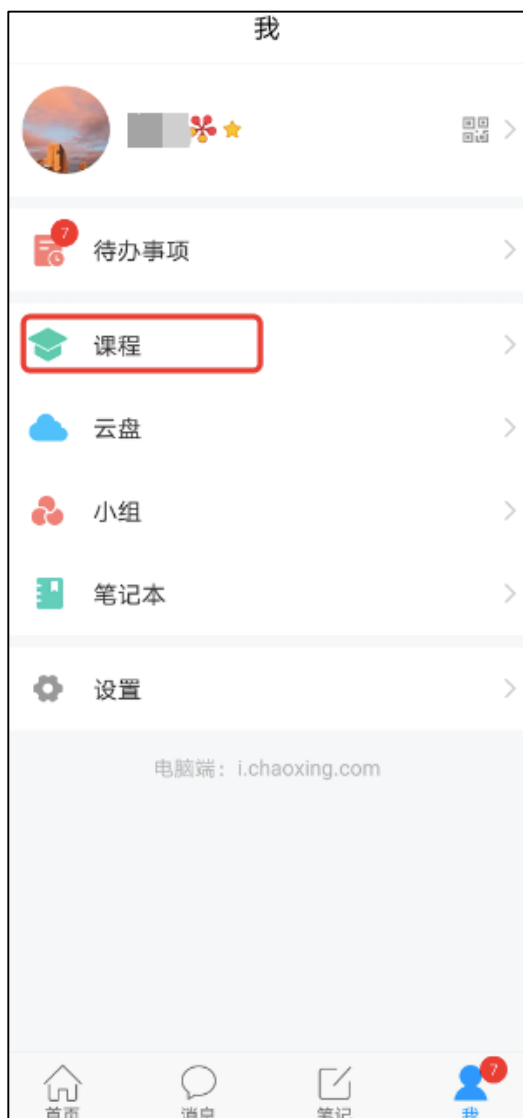 我
7
待办事项
课程
云盘
小组
笔记本
设置
电脑端：i.chaoxing.com
7
首页
消息
笔记
我